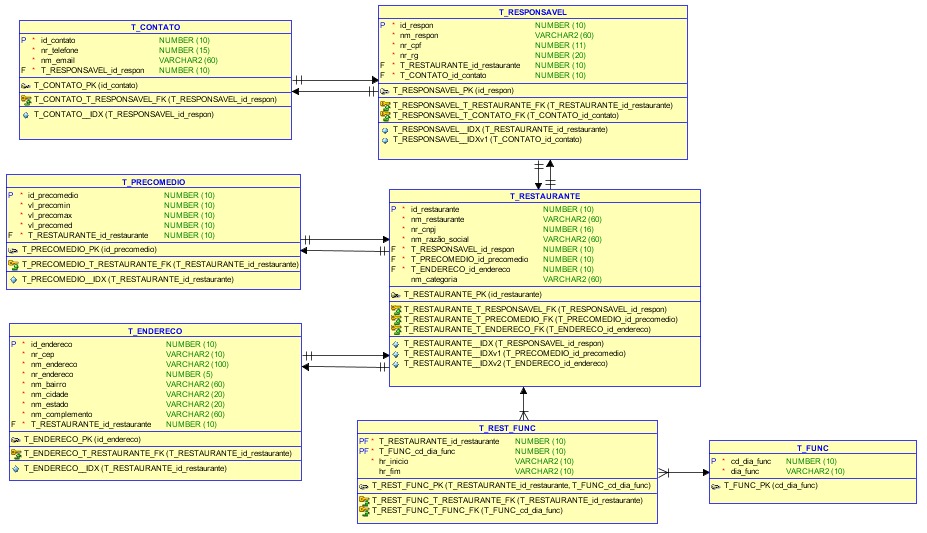 T_CONTATO
P * id_contato NUMBER (10)
* nr_telefone NUMBER (15)
* nm_email VARCHAR2 (60)
F * T_RESPONSAVEL_id_respon NUMBER (10)
T_CONTATO_PK (id_contato)
T_CONTATO_T_RESPONSAVEL_FK (T_RESPONSAVEL_id_respon)
T_CONTATO__IDX (T_RESPONSAVEL_id_respon)
T_RESPONSAVEL
P * id_respon NUMBER (10)
* nm_respon VARCHAR2 (60)
* nr_cpf NUMBER (11)
* nr_rg NUMBER (20)
F * T_RESTAURANTE_id_restaurante NUMBER (10)
F * T_CONTATO_id_contato NUMBER (10)
T_RESPONSAVEL_PK (id_respon)
T_RESPONSAVEL_T_RESTAURANTE_FK (T_RESTAURANTE_id_restaurante)
T_RESPONSAVEL_T_CONTATO_FK (T_CONTATO_id_contato)
T_RESPONSAVEL__IDX (T_RESTAURANTE_id_restaurante)
T_RESPONSAVEL__IDXv1 (T_CONTATO_id_contato)
T_PRECOMEDIO
P * id_precomedio NUMBER (10)
* vl_precomin NUMBER (10)
* vl_precomax NUMBER (10)
* vl_precomed NUMBER (10)
F * T_RESTAURANTE_id_restaurante NUMBER (10)
T_PRECOMEDIO_PK (id_precomedio)
T_PRECOMEDIO_T_RESTAURANTE_FK (T_RESTAURANTE_id_restaurante)
T_PRECOMEDIO__IDX (T_RESTAURANTE_id_restaurante)
T_RESTAURANTE
P * id_restaurante NUMBER (10)
* nm_restaurante VARCHAR2 (60)
* nr_cnpj NUMBER (16)
* nm_razão_social VARCHAR2 (60)
F * T_RESPONSAVEL_id_respon NUMBER (10)
F * T_PRECOMEDIO_id_precomedio NUMBER (10)
F * T_ENDERECO_id_endereco NUMBER (10)
nm_categoria VARCHAR2 (60)
T_RESTAURANTE_PK (id_restaurante)
T_RESTAURANTE_T_RESPONSAVEL_FK (T_RESPONSAVEL_id_respon)
T_RESTAURANTE_T_PRECOMEDIO_FK (T_PRECOMEDIO_id_precomedio)
T_RESTAURANTE_T_ENDERECO_FK (T_ENDERECO_id_endereco)
T_RESTAURANTE__IDX (T_RESPONSAVEL_id_respon)
T_RESTAURANTE__IDXv1 (T_PRECOMEDIO_id_precomedio)
T_RESTAURANTE__IDXv2 (T_ENDERECO_id_endereco)
T_ENDERECO
P * id_endereco NUMBER (10)
* nr_cep VARCHAR2 (10)
* nm_endereco VARCHAR2 (100)
* nr_endereco NUMBER (5)
* nm_bairro VARCHAR2 (60)
* nm_cidade VARCHAR2 (20)
* nm_estado VARCHAR2 (20)
* nm_complemento VARCHAR2 (60)
F * T_RESTAURANTE_id_restaurante NUMBER (10)
T_ENDERECO_PK (id_endereco)
T_ENDERECO_T_RESTAURANTE_FK (T_RESTAURANTE_id_restaurante)
T_ENDERECO__IDX (T_RESTAURANTE_id_restaurante)
T_REST_FUNC
PF * T_RESTAURANTE_id_restaurante NUMBER (10)
PF * T_FUNC_cd_dia_func NUMBER (10)
* hr_inicio VARCHAR2 (10)
hr_fim VARCHAR2 (10)
T_REST_FUNC_PK (T_RESTAURANTE_id_restaurante, T_FUNC_cd_dia_func)
T_REST_FUNC_T_RESTAURANTE_FK (T_RESTAURANTE_id_restaurante)
T_REST_FUNC_T_FUNC_FK (T_FUNC_cd_dia_func)
T_FUNC
P * cd_dia_func NUMBER (10)
* dia_func VARCHAR2 (10)
T_FUNC_PK (cd_dia_func)